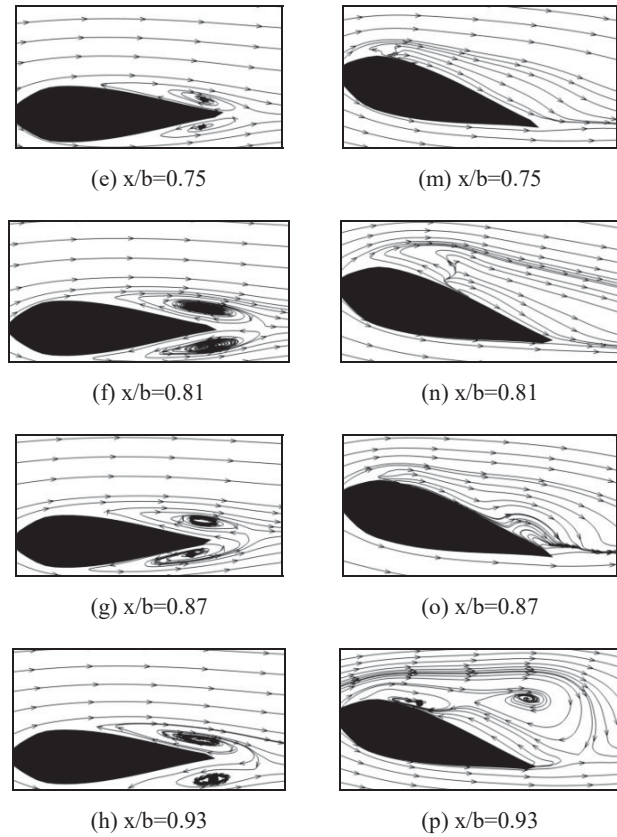 (e) x/b=0.75
(m) x/b=0.75
(f) x/b=0.81
(n) x/b=0.81
(g) x/b=0.87
(o) x/b=0.87
(h) x/b=0.93
(p) x/b=0.93